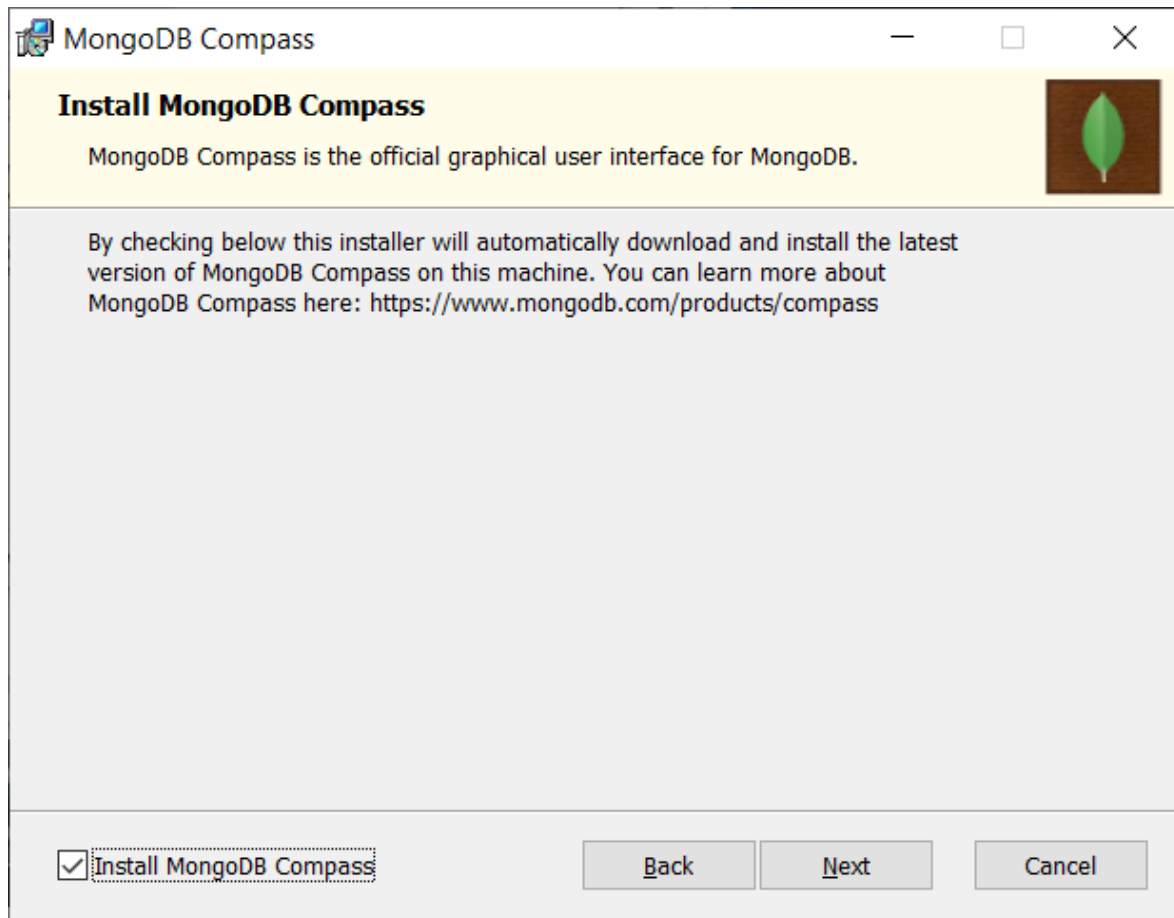 MongoDB Compass
Install MongoDB Compass
MongoDB Compass is the official graphical user interface for MongoDB.
By checking below this installer will automatically download and install the latest
version of MongoDB Compass on this machine. You can learn more about
MongoDB Compass here: https://www.mongodb.com/products/compass
Install MongoDB Compass
Back
Next
Cancel